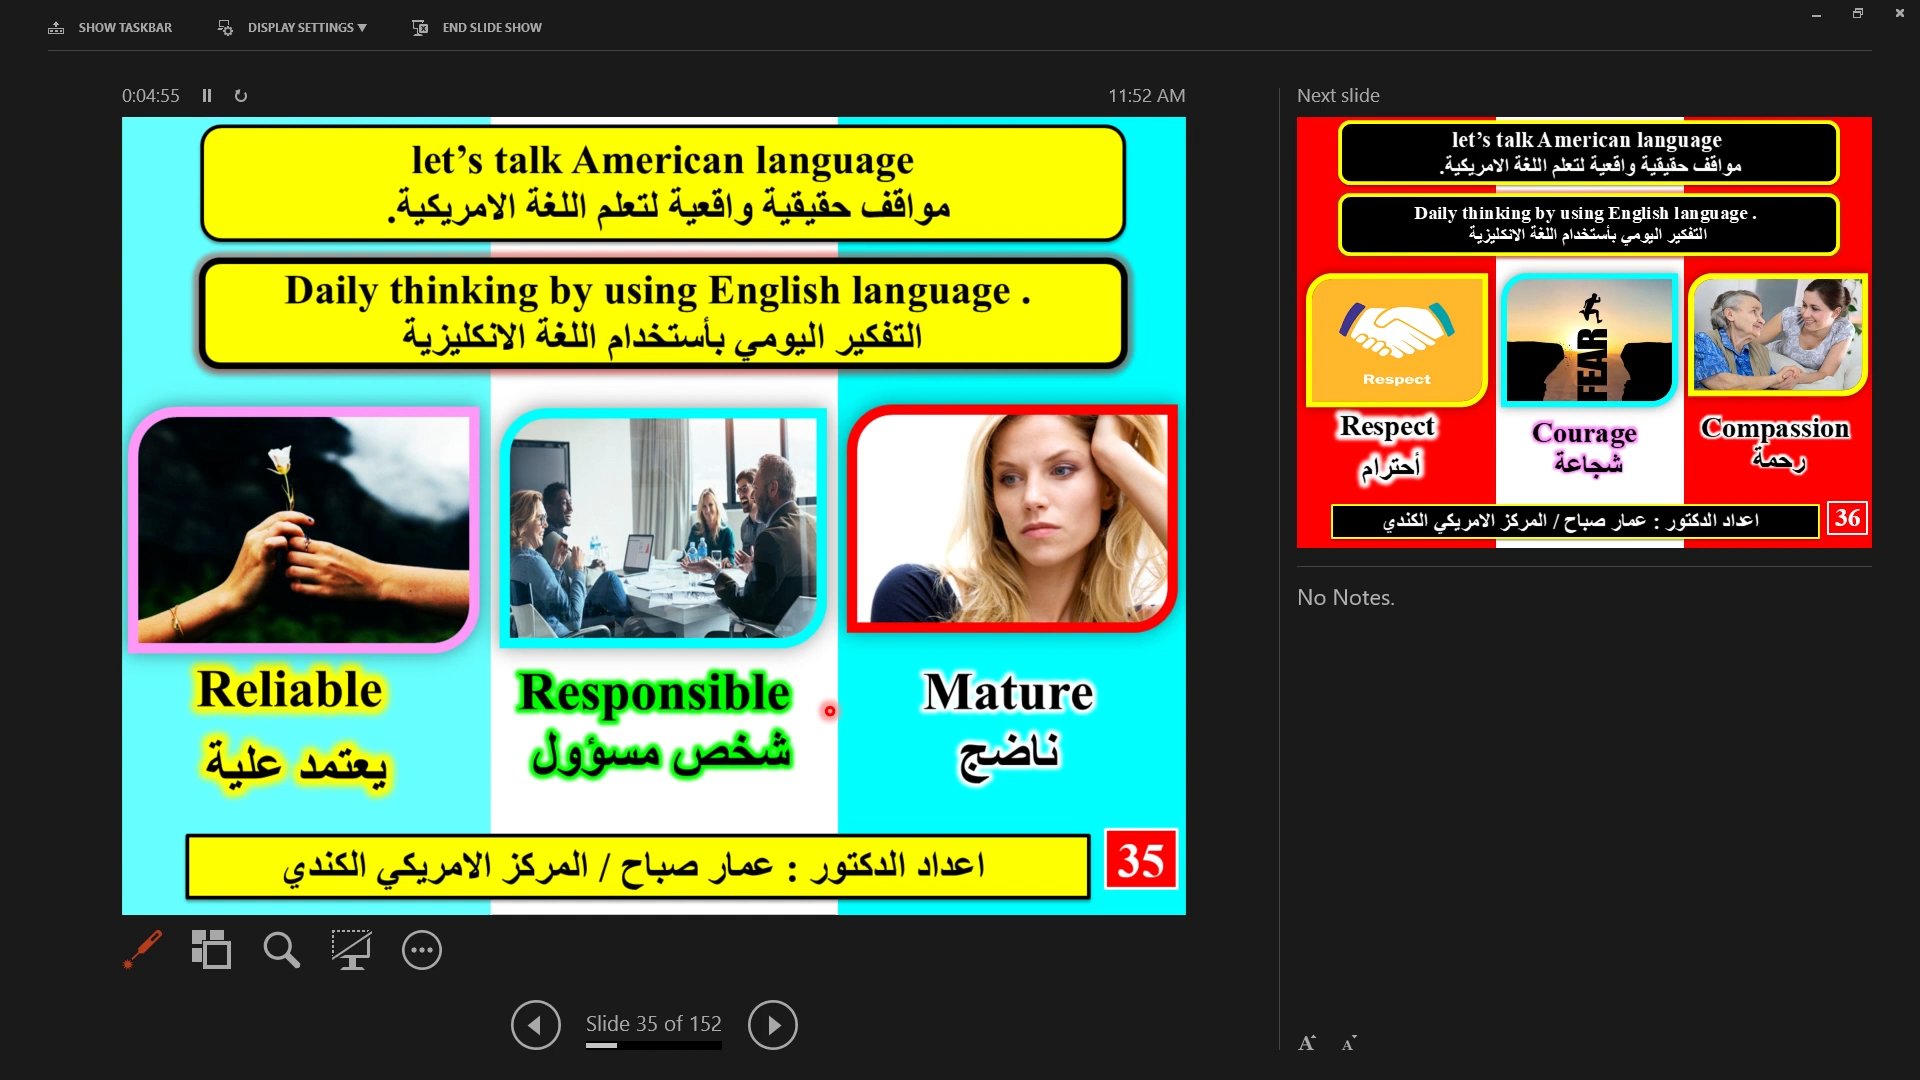 SHOW TASKBAR
DISPLAY SETTINGS
END SLIDE SHOW
0:04:55
11:52 AM
let's talk American language
مواقف حقيقية واقعية لتعلم اللغة الامريكية.
Daily thinking by using English language .
التفكير اليومي بأستخدام اللغة الانكليزية
Reliable
يعتمد علية
Responsible
شخص مسؤول
Mature
ناضج
اعداد الدكتور : عمار صباح / المركز الامريكي الكندي
35
Slide 35 of 152
Next slide
let's talk American language
مواقف حقيقية واقعية لتعلم اللغة الامريكية.
Daily thinking by using English language .
التفكير اليومي بأستخدام اللغة الانكليزية
Respect
FEAR
Respect
أحترام
Courage
شجاعة
Compassion
رحمة
اعداد الدكتور : عمار صباح / المركز الامريكي الكندي
36
No Notes.
A A